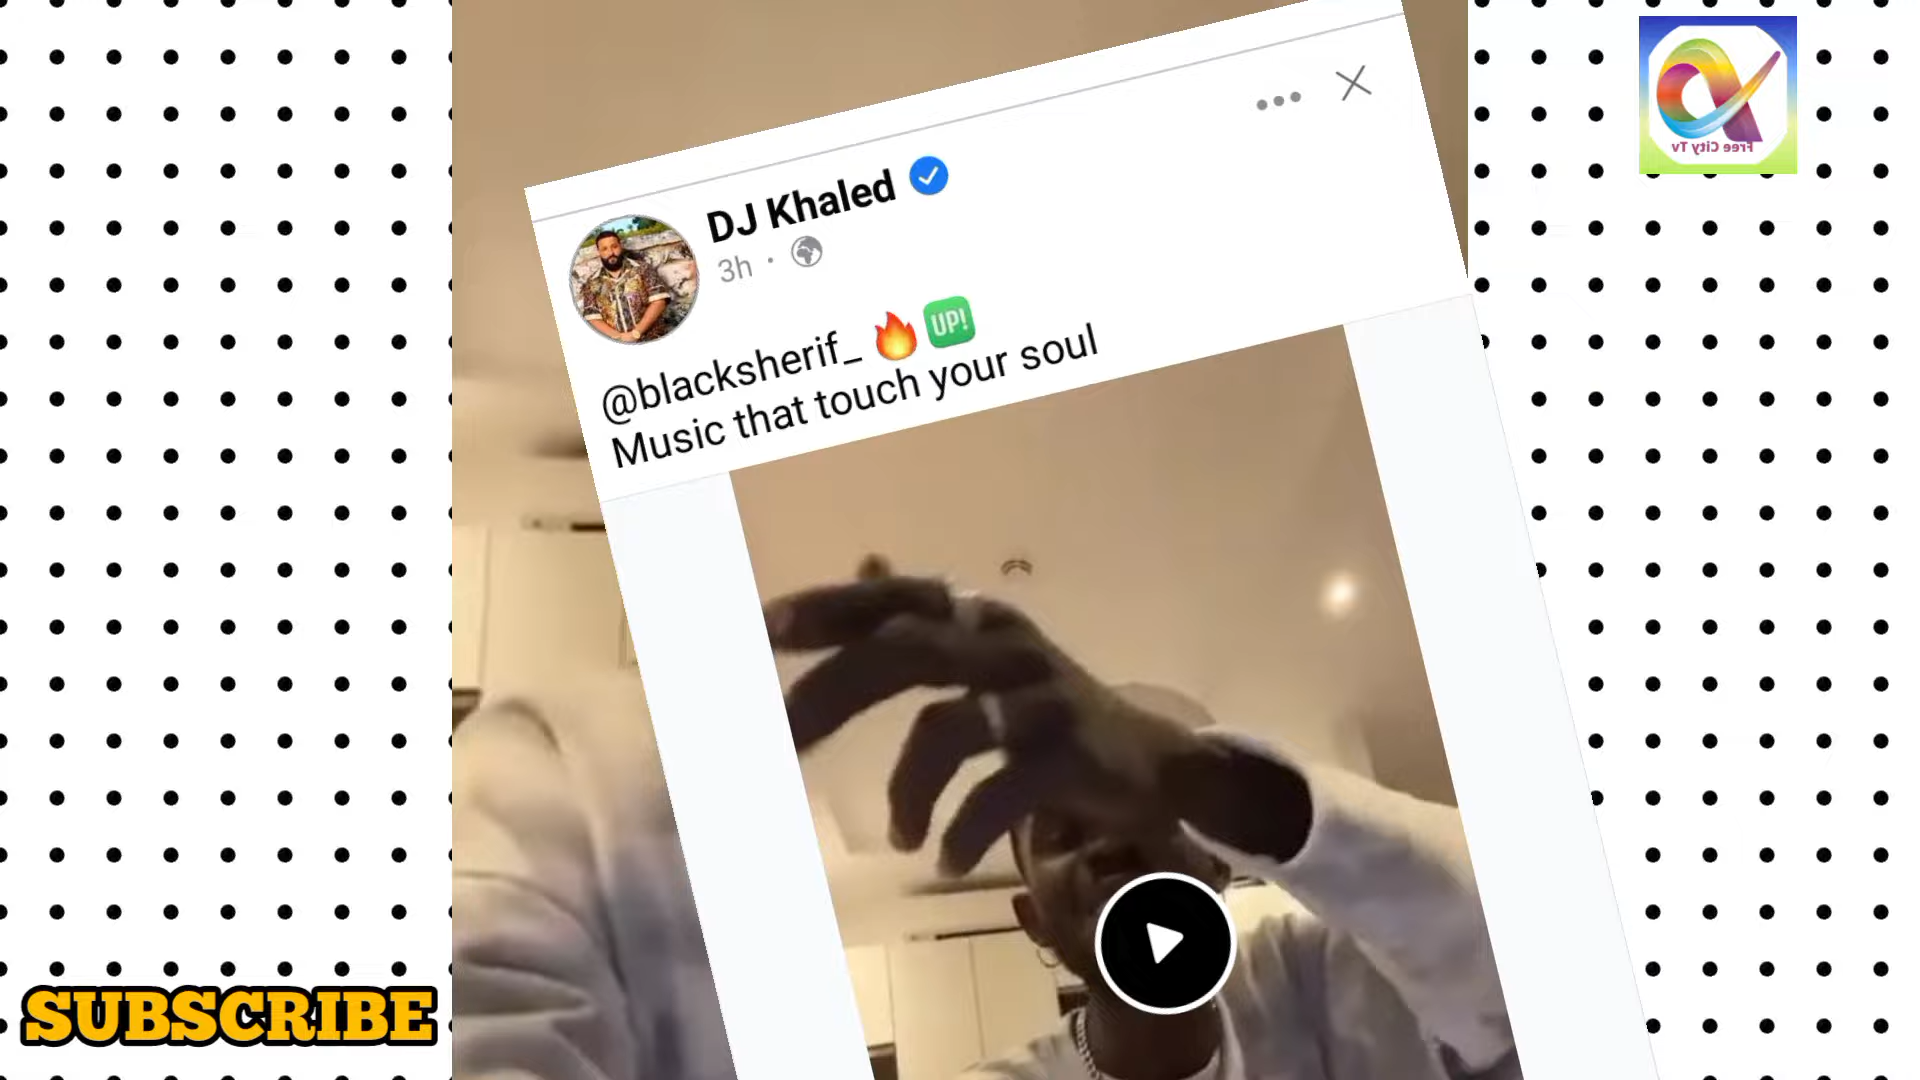 DJ Khaled
3h ·
@blacksherif_ 🔥 UP!
Music that touch your soul
Free City Tv
SUBSCRIBE